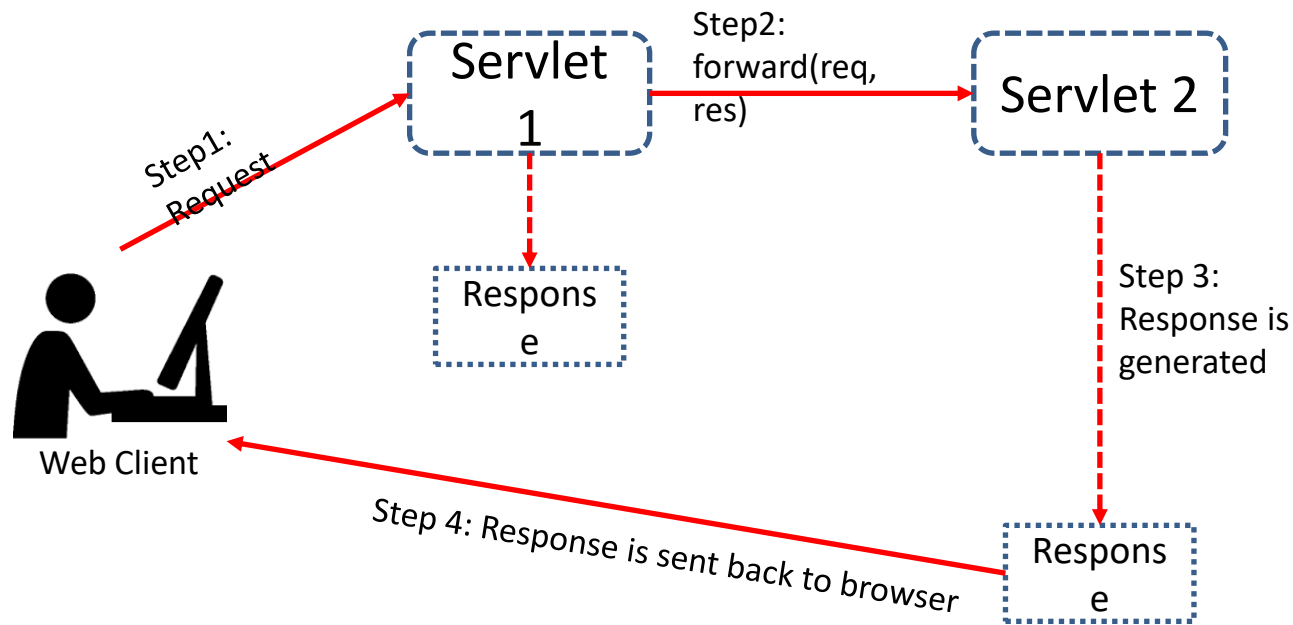 Step1:
Request
Servlet
1
Step2:
forward(req,
res)
Servlet 2
Respons
e
Step 3:
Response is
generated
Web Client
Step 4: Response is sent back to browser
Respons
e